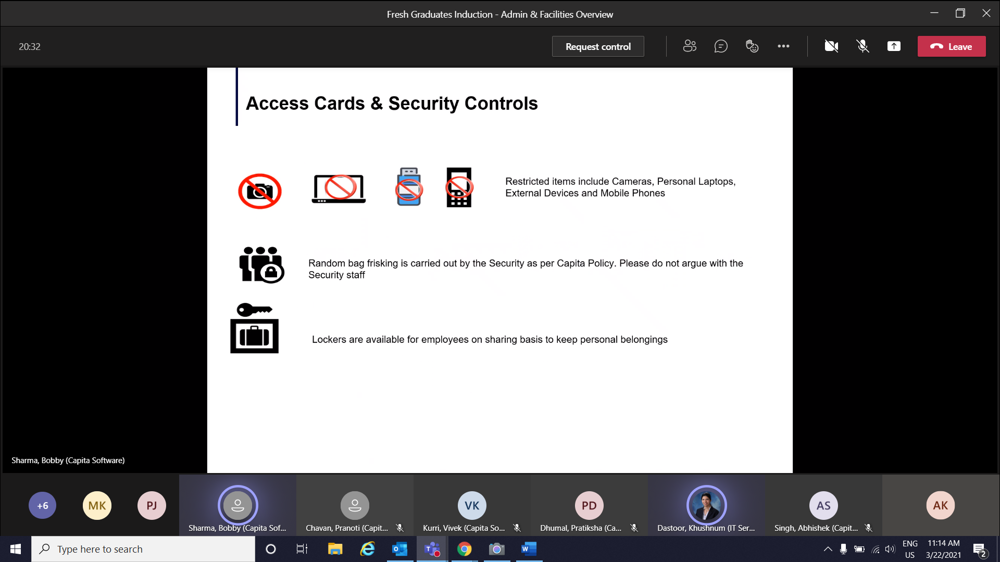 Fresh Graduates Induction - Admin & Facilities Overview
20:32
Request control
Leave
Access Cards & Security Controls
Restricted items include Cameras, Personal Laptops,
External Devices and Mobile Phones
Random bag frisking is carried out by the Security as per Capita Policy. Please do not argue with the
Security staff
Lockers are available for employees on sharing basis to keep personal belongings
Sharma, Bobby (Capita Software)
+6
MK
PJ
VK
PD
AS
AK
Sharma, Bobby (Capita Sof...
Chavan, Pranoti (Capit...
Kurri, Vivek (Capita So...
Dhumal, Pratiksha (Ca...
Dastoor, Khushnum (IT Ser...
Singh, Abhishek (Capit...
Type here to search
ENG
US
11:14 AM
3/22/2021
2